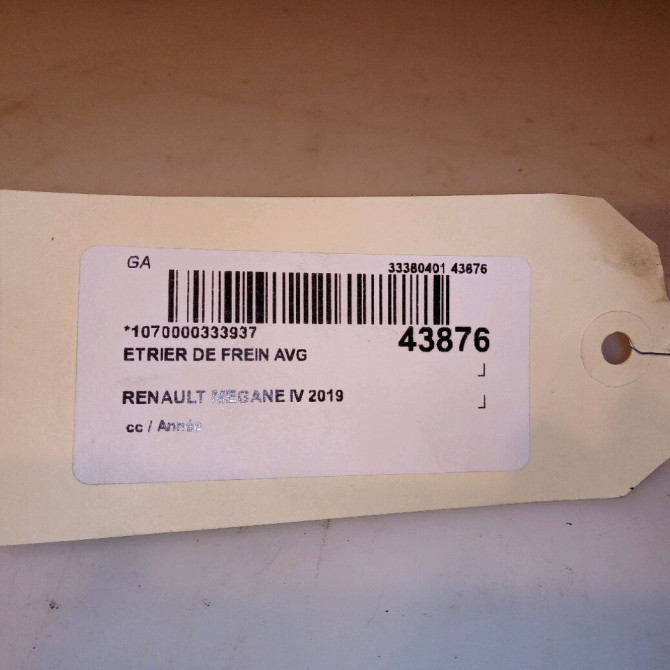 GA
33380401 43876
*1070000333937
43876
ETRIER DE FREIN AVG
RENAULT MEGANE IV 2019
cc / Année